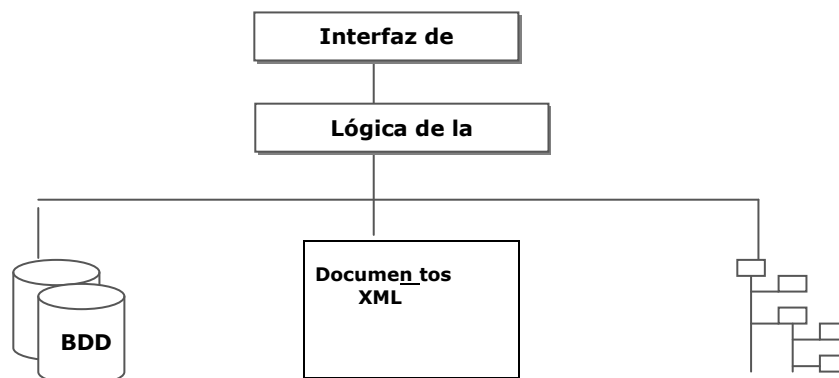 Interfaz de
Lógica de la
Documen tos
XML
BDD